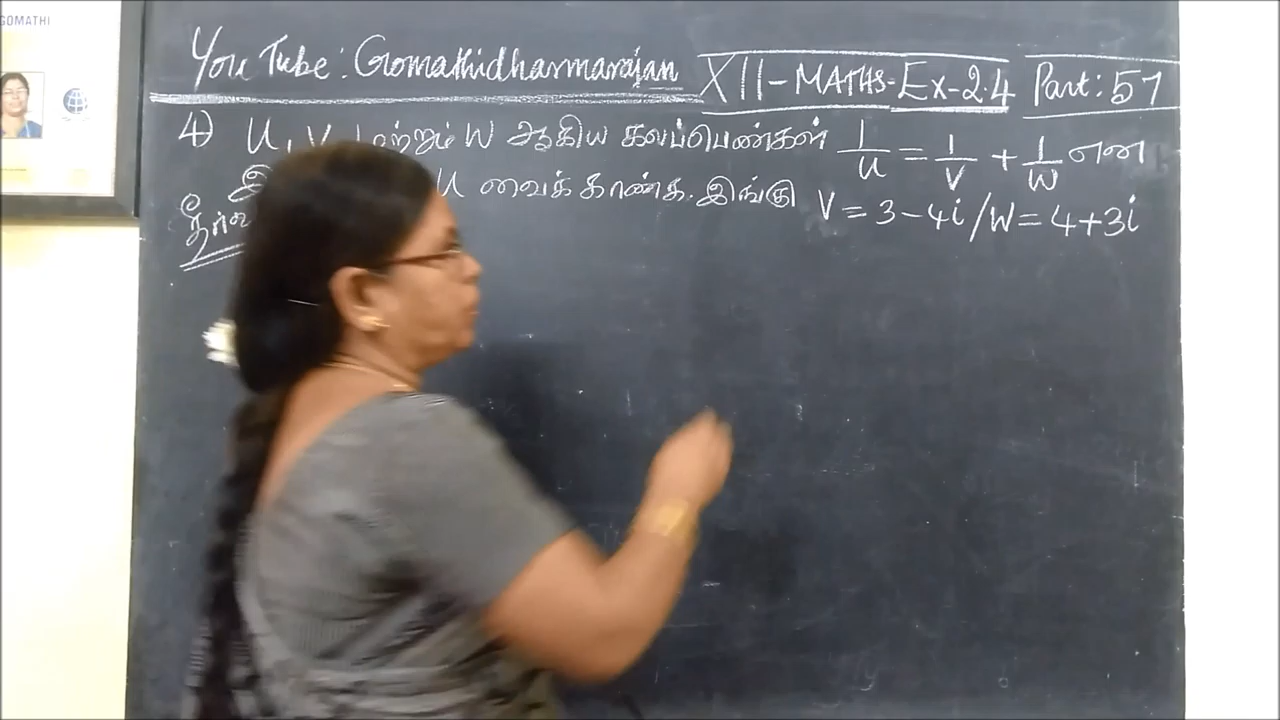 GOMATHI
You Tube: Gomathidharmarajan XII-MATHS-Ex-2.4 Part: 57
4) u, v W ஆகிய கலப்பெண்கள் 1/u = 1/v + 1/w என
u வைக் காண்க. இங்கு v = 3-4i / W = 4+3i